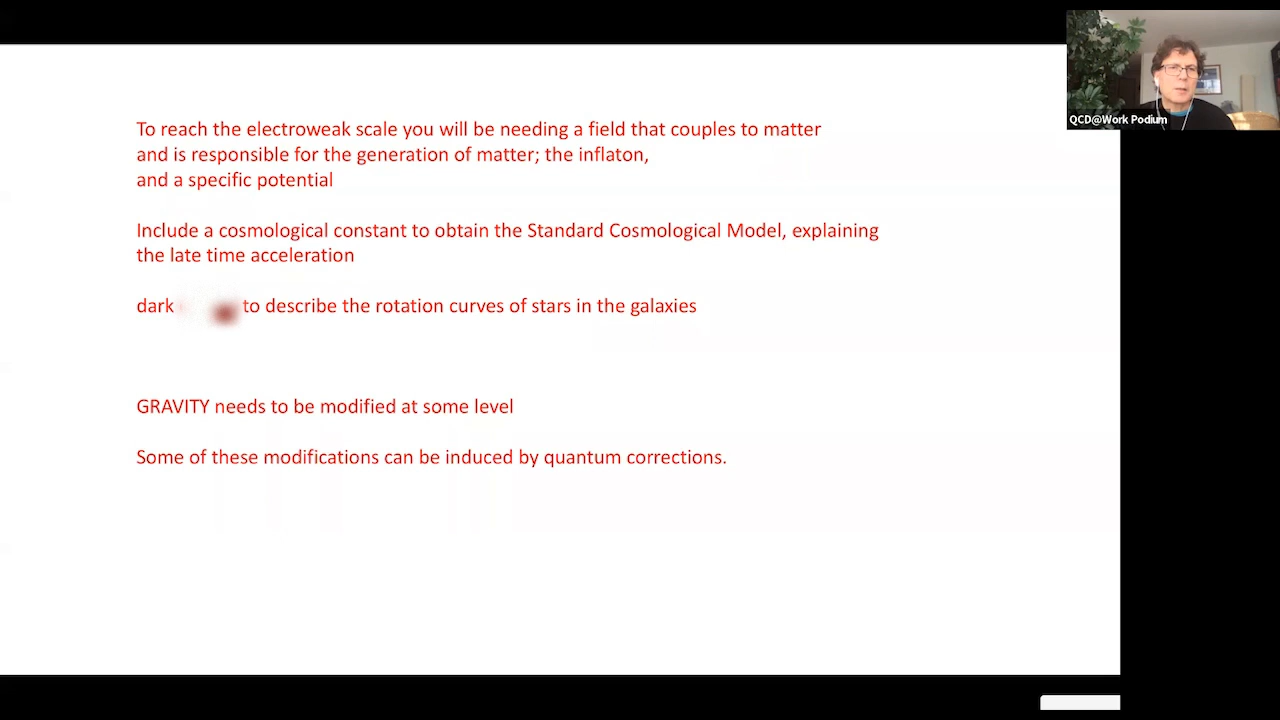 To reach the electroweak scale you will be needing a field that couples to matter
and is responsible for the generation of matter; the inflaton,
and a specific potential
Include a cosmological constant to obtain the Standard Cosmological Model, explaining
the late time acceleration
dark to describe the rotation curves of stars in the galaxies
GRAVITY needs to be modified at some level
Some of these modifications can be induced by quantum corrections.
QCD@Work Podium